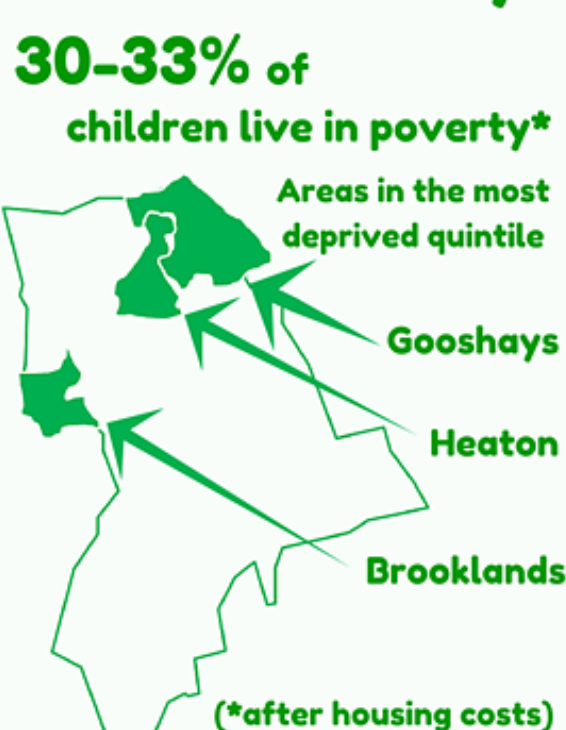 30-33% of
children live in poverty*
Areas in the most
deprived quintile
Gooshays
Heaton
Brooklands
(*after housing costs)